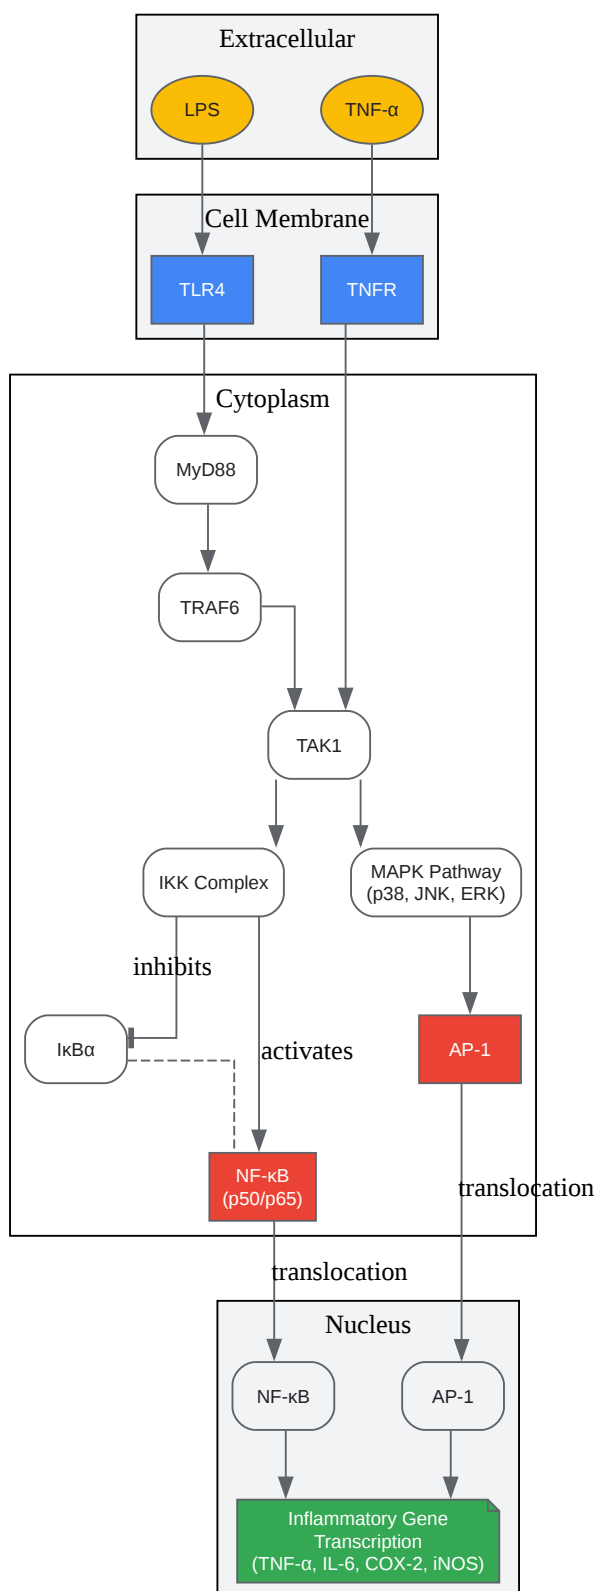 Extracellular
LPS
TNF-α
Cell Membrane
TLR4
TNFR
Cytoplasm
MyD88
TRAF6
TAK1
IKK Complex
MAPK Pathway
(p38, JNK, ERK)
inhibits
IκBα
activates
AP-1
NF-κB
(p50/p65)
translocation
translocation
Nucleus
NF-κB
AP-1
Inflammatory Gene
Transcription
(TNF-α, IL-6, COX-2, iNOS)